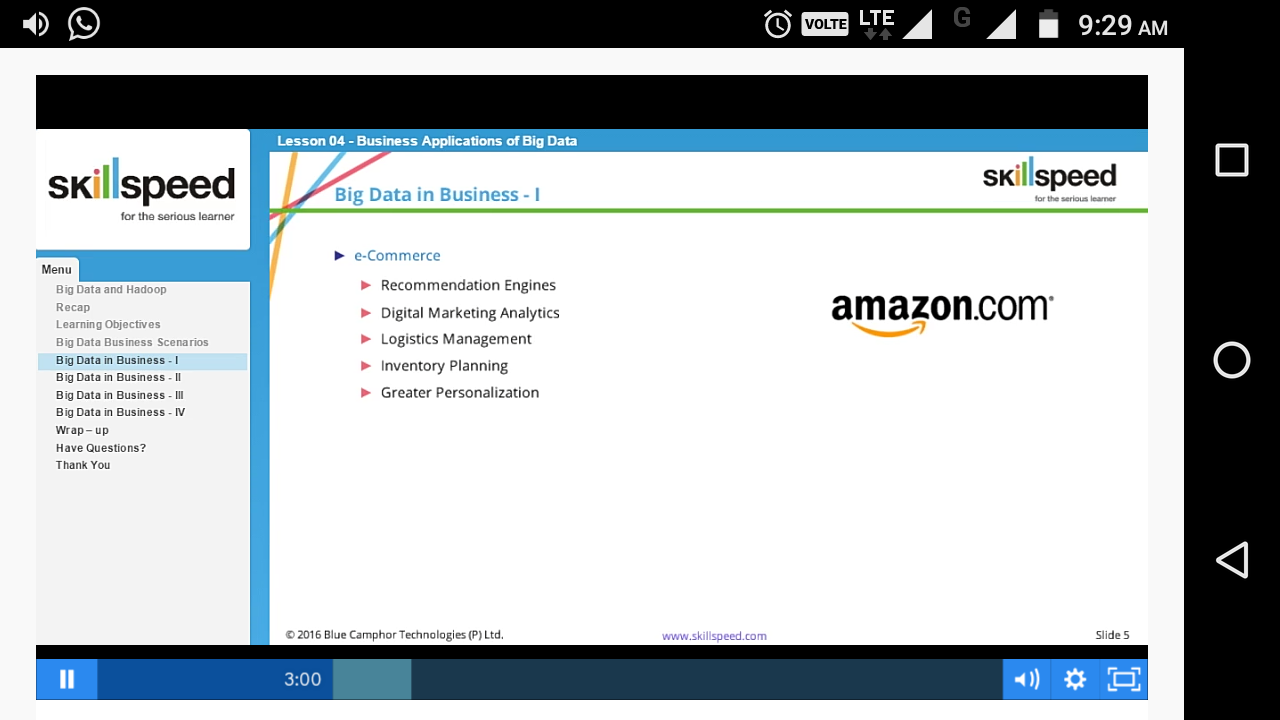 VOLTE LTE G 9:29 AM
Lesson 04 - Business Applications of Big Data
skillspeed
for the serious learner
Menu
Big Data and Hadoop
Recap
Learning Objectives
Big Data Business Scenarios
Big Data in Business - I
Big Data in Business - II
Big Data in Business - III
Big Data in Business - IV
Wrap – up
Have Questions?
Thank You
Big Data in Business - I
skillspeed
for the serious learner
e-Commerce
Recommendation Engines
Digital Marketing Analytics
Logistics Management
Inventory Planning
Greater Personalization
amazon.com
© 2016 Blue Camphor Technologies (P) Ltd. www.skillspeed.com Slide 5
3:00